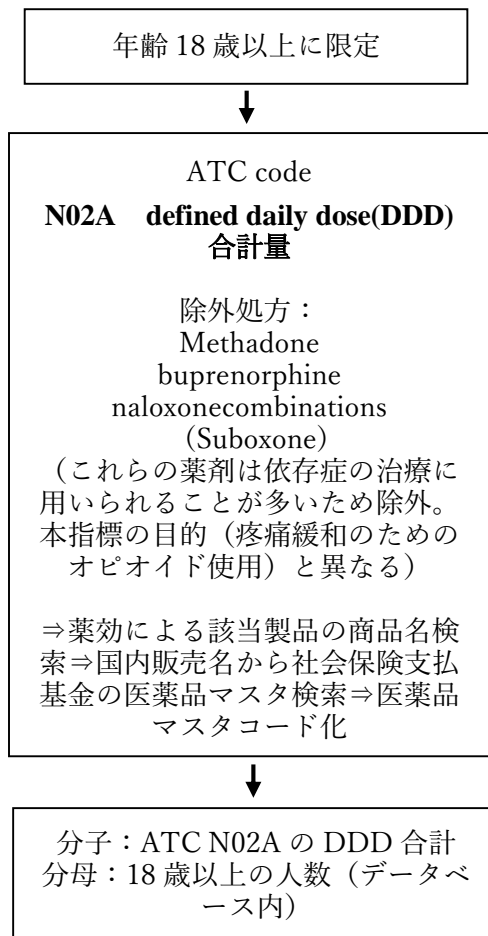 年齢 18 歳以上に限定
ATC code
N02A　defined daily dose(DDD)
合計量
除外処方：
Methadone
buprenorphine
naloxonecombinations
（Suboxone）
（これらの薬剤は依存症の治療に
用いられることが多いため除外。
本指標の目的（疼痛緩和のための
オピオイド使用）と異なる）
⇒薬効による該当製品の商品名検
索⇒国内販売名から社会保険支払
基金の医薬品マスタ検索⇒医薬品
マスタコード化
分子：ATC N02A の DDD 合計
分母：18 歳以上の人数（データベ
ース内）